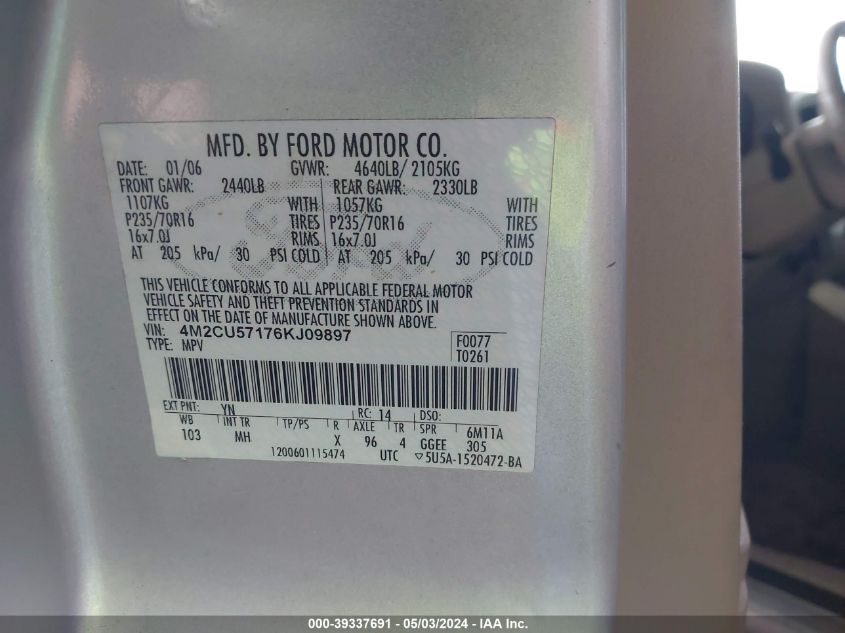 MFD. BY FORD MOTOR CO.
DATE: 01/06 GVWR: 4640LB/ 2105KG
FRONT GAWR: 2440LB REAR GAWR: 2330LB
1107KG WITH 1057KG WITH
P235/70R16 TIRES P235/70R16 TIRES
16x7.0J RIMS 16x7.0J RIMS
AT 205 kPa/ 30 PSI COLD AT 205 kPa/ 30 PSI COLD
Ford
THIS VEHICLE CONFORMS TO ALL APPLICABLE FEDERAL MOTOR
VEHICLE SAFETY AND THEFT PREVENTION STANDARDS IN
EFFECT ON THE DATE OF MANUFACTURE SHOWN ABOVE.
VIN: 4M2CU57176KJ09897 F0077
TYPE: MPV T0261
EXT PNT: YN RC: 14 DSO:
WB INT TR TP/PS R AXLE TR SPR 6M11A
103 MH X 96 4 GGEE 305
1200601115474 UTC ▽5U5A-1520472-BA
000-39337691 - 05/03/2024 - IAA Inc.